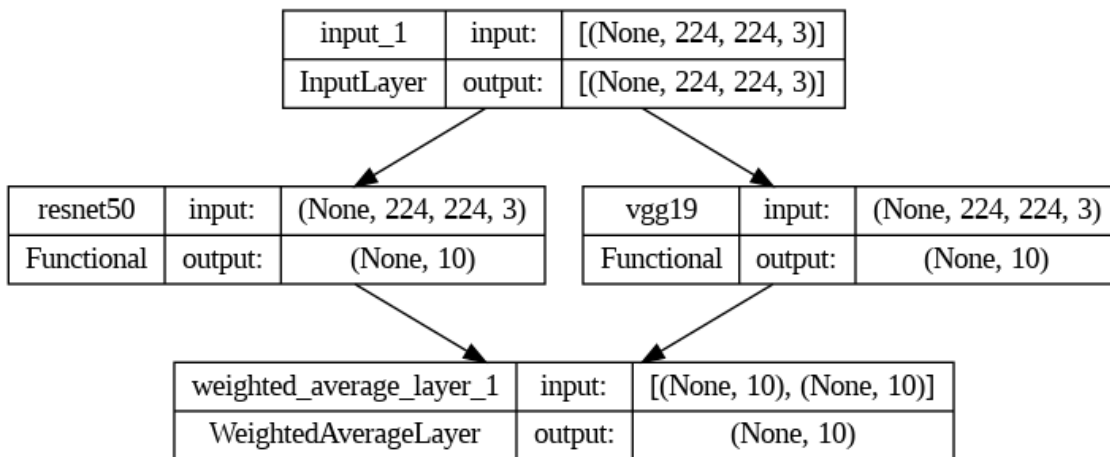 input_1 input: [(None, 224, 224, 3)]
InputLayer output: [(None, 224, 224, 3)]
resnet50 input: (None, 224, 224, 3)
Functional output: (None, 10)
vgg19 input: (None, 224, 224, 3)
Functional output: (None, 10)
weighted_average_layer_1 input: [(None, 10), (None, 10)]
WeightedAverageLayer output: (None, 10)